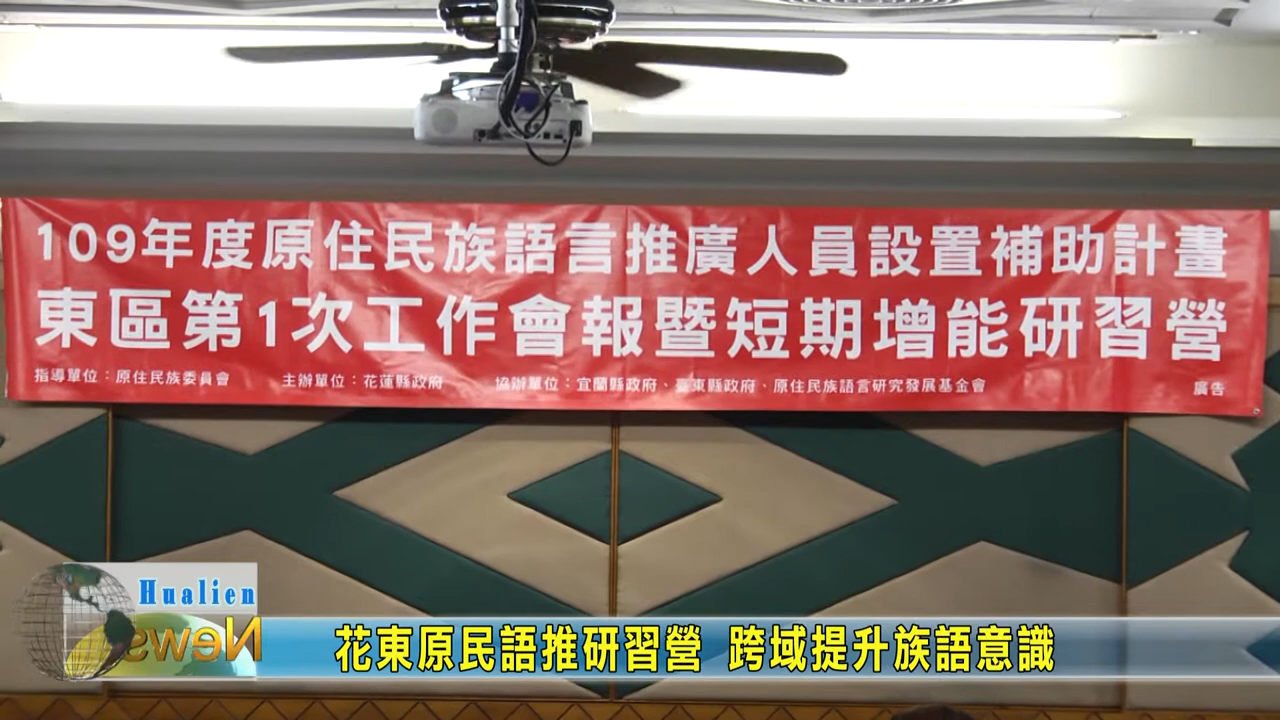 109年度原住民族語言推廣人員設置補助計畫
東區第1次工作會報暨短期增能研習營
指導單位：原住民族委員會 主辦單位：花蓮縣政府 協辦單位：宜蘭縣政府、臺東縣政府、原住民族語言研究發展基金會 廣告
Hualien
News
花東原民語推研習營 跨域提升族語意識